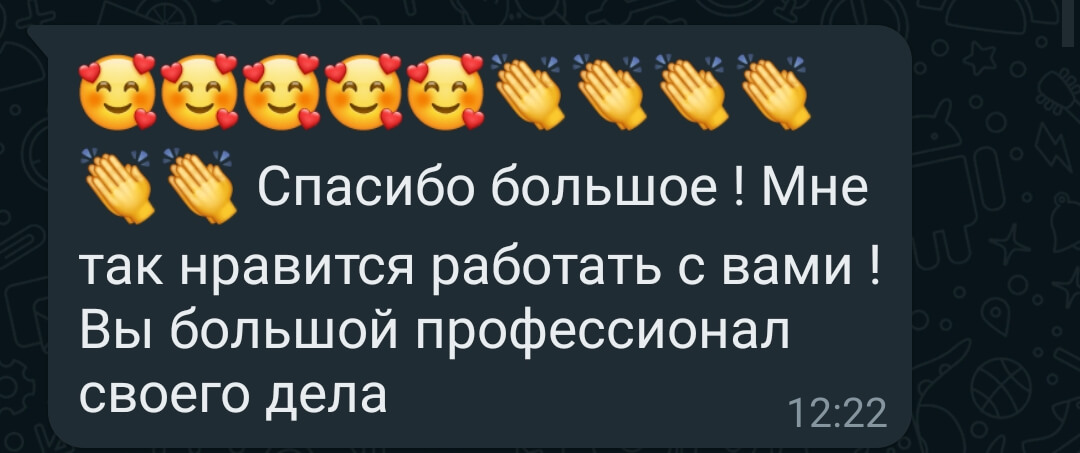 🥰🥰🥰🥰🥰👏👏👏👏
👏👏 Спасибо большое ! Мне
так нравится работать с вами !
Вы большой профессионал
своего дела
12:22